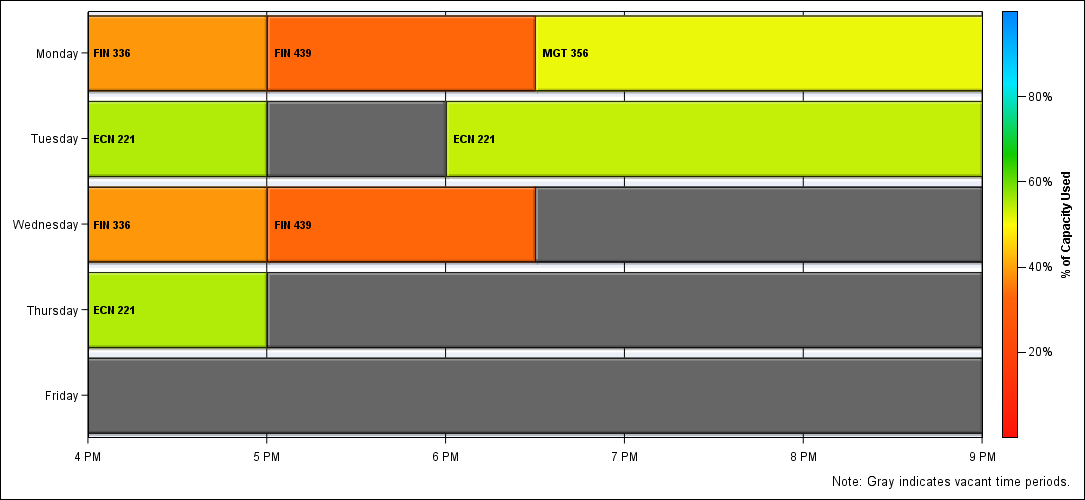 Monday
FIN 336
FIN 439
MGT 356
Tuesday
ECN 221
ECN 221
Wednesday
FIN 336
FIN 439
Thursday
ECN 221
Friday
4 PM
5 PM
6 PM
7 PM
8 PM
9 PM
80%
60%
40%
20%
% of Capacity Used
Note: Gray indicates vacant time periods.